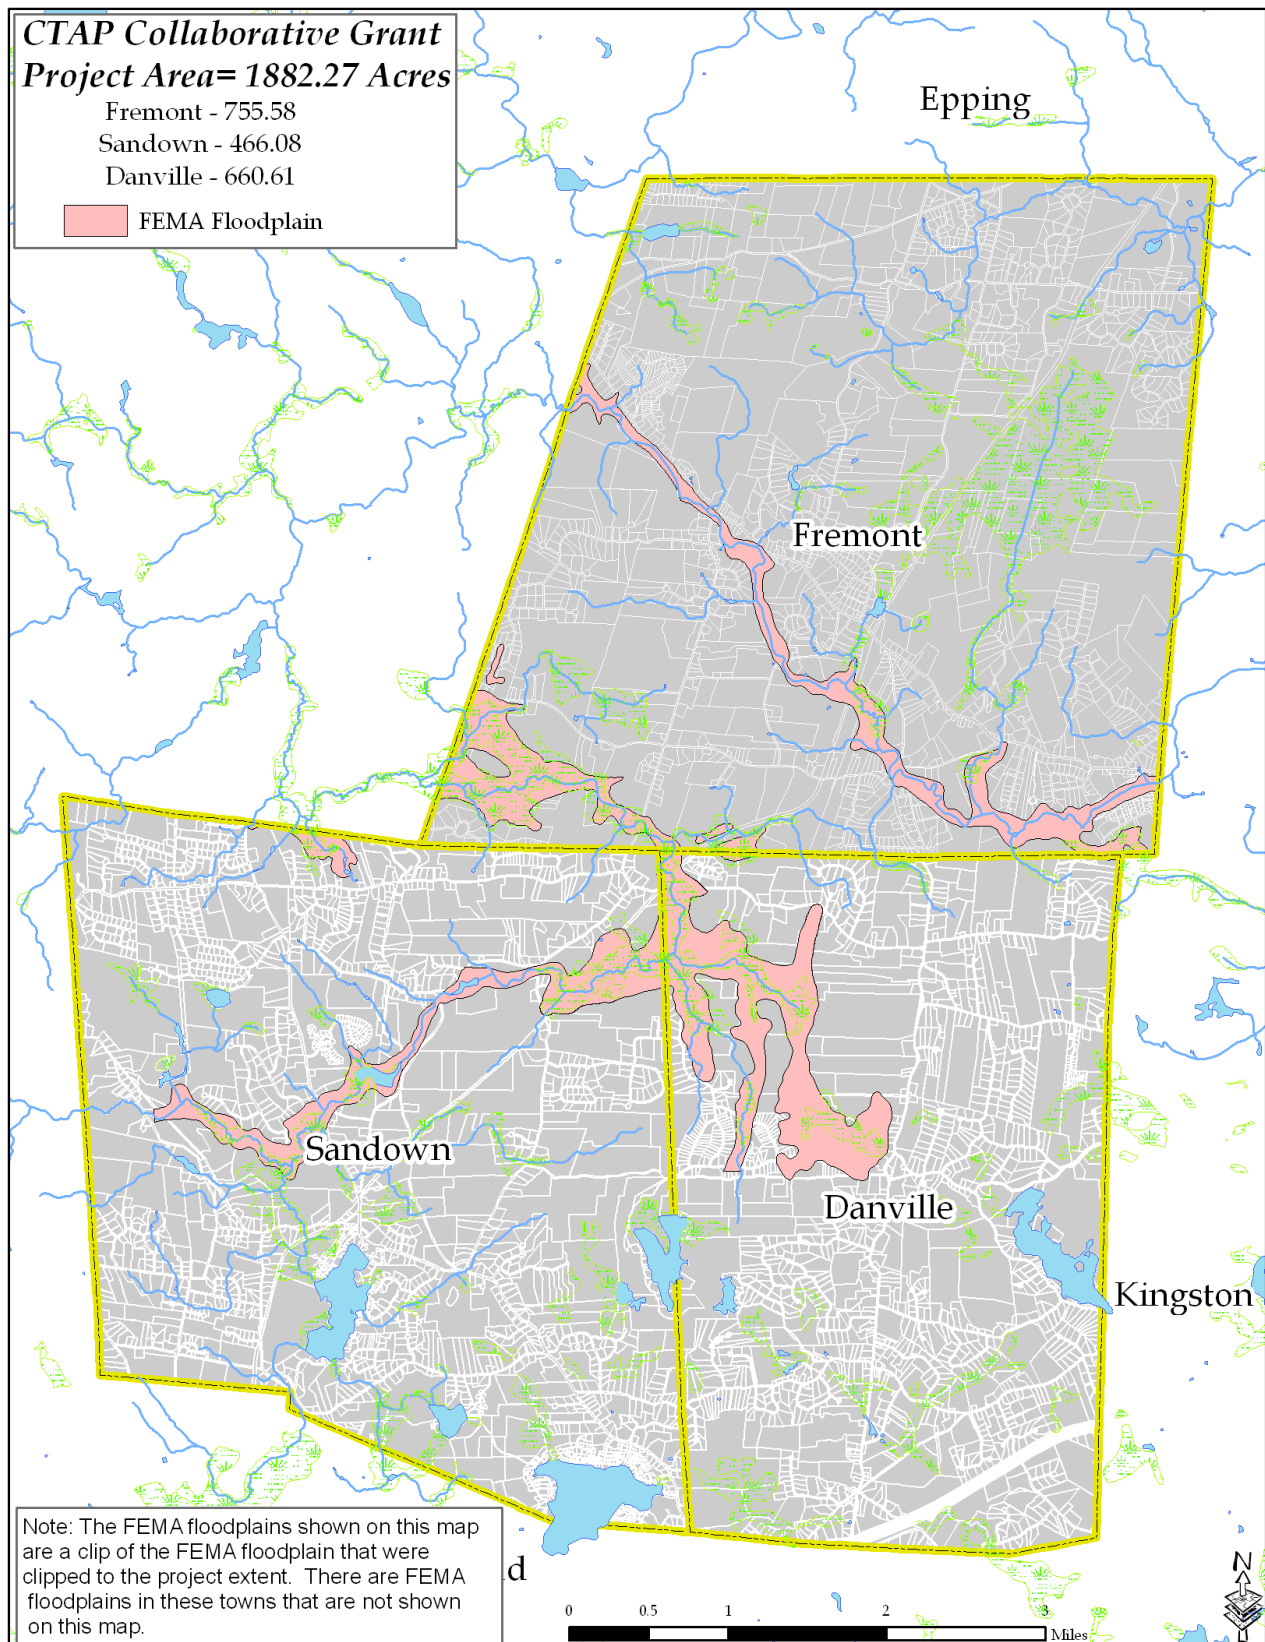 CTAP Collaborative Grant
Project Area= 1882.27 Acres
Fremont - 755.58
Sandown - 466.08
Danville - 660.61
FEMA Floodplain
Epping
Fremont
Sandown
Danville
Kingston
Note: The FEMA floodplains shown on this map
are a clip of the FEMA floodplain that were
clipped to the project extent. There are FEMA
floodplains in these towns that are not shown
on this map.
d
N
0 0.5 1 2 3
Miles